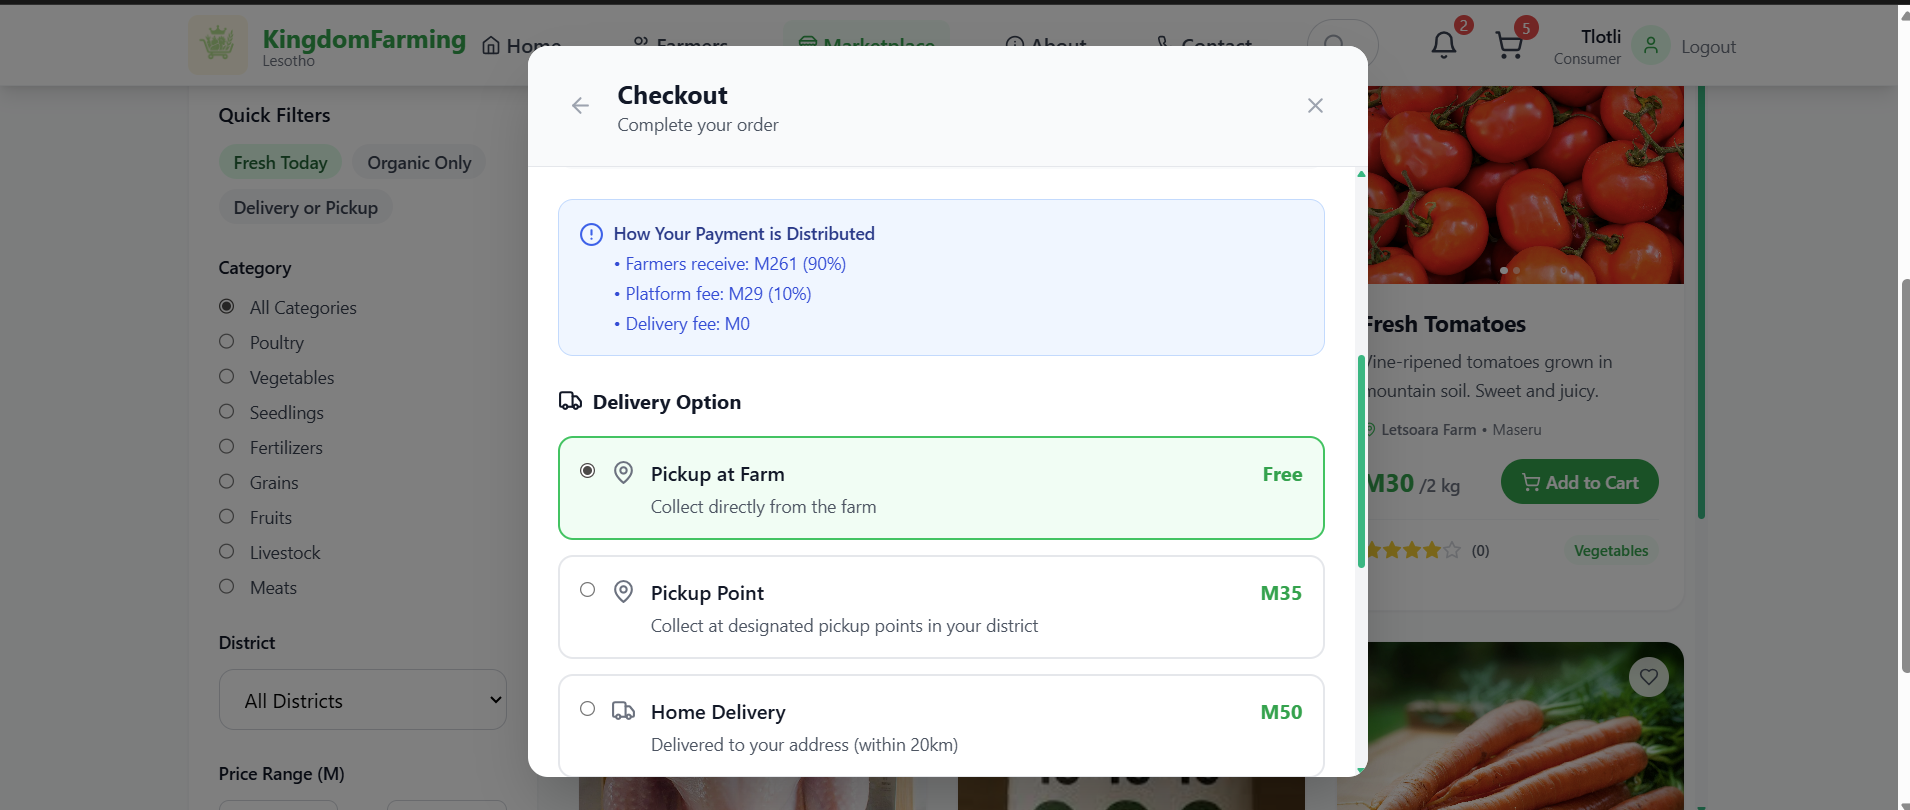 KingdomFarming
Lesotho
Home
Farmers
Marketplace
About
Contact
2
5
Tlotli
Consumer
Logout
Quick Filters
Fresh Today
Organic Only
Delivery or Pickup
Category
All Categories
Poultry
Vegetables
Seedlings
Fertilizers
Grains
Fruits
Livestock
Meats
District
All Districts
Price Range (M)
Checkout
Complete your order
How Your Payment is Distributed
• Farmers receive: M261 (90%)
• Platform fee: M29 (10%)
• Delivery fee: M0
Delivery Option
Pickup at Farm
Free
Collect directly from the farm
Pickup Point
M35
Collect at designated pickup points in your district
Home Delivery
M50
Delivered to your address (within 20km)
Fresh Tomatoes
Vine-ripened tomatoes grown in
mountain soil. Sweet and juicy.
Letsoara Farm • Maseru
M30 /2 kg
Add to Cart
(0)
Vegetables